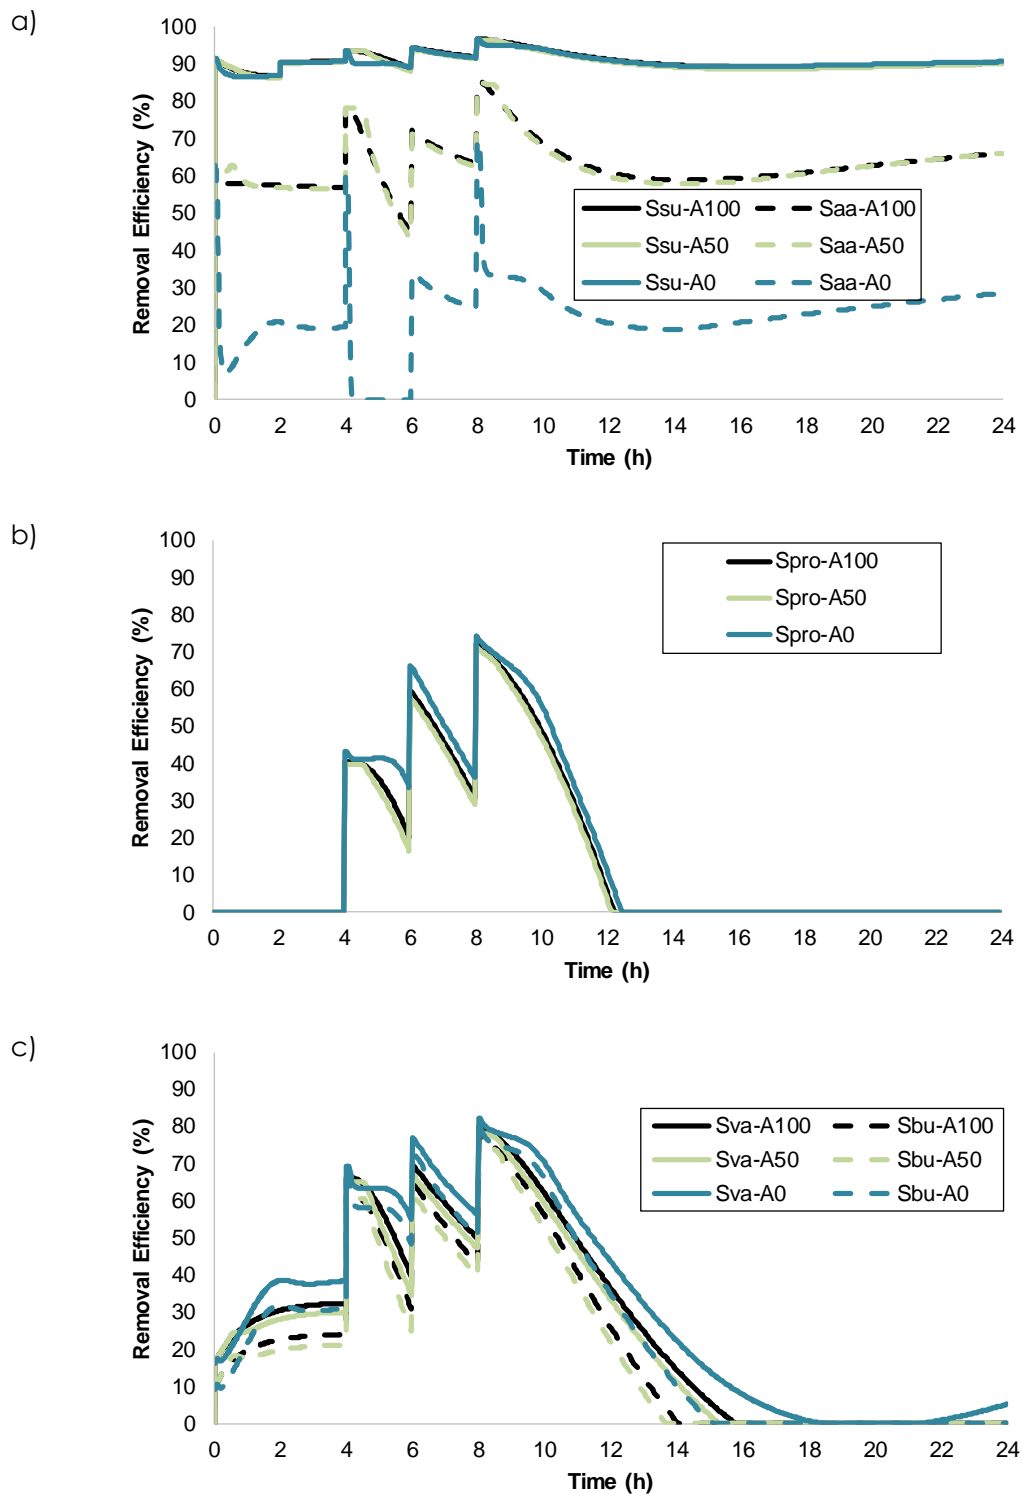 a)
100
90
80
70
60
50
40
30
20
10
0
Removal Efficiency (%)
Ssu-A100 Saa-A100
Ssu-A50 Saa-A50
Ssu-A0 Saa-A0
0 2 4 6 8 10 12 14 16 18 20 22 24
Time (h)
b)
100
90
80
70
60
50
40
30
20
10
0
Removal Efficiency (%)
Spro-A100
Spro-A50
Spro-A0
0 2 4 6 8 10 12 14 16 18 20 22 24
Time (h)
c)
100
90
80
70
60
50
40
30
20
10
0
Removal Efficiency (%)
Sva-A100 Sbu-A100
Sva-A50 Sbu-A50
Sva-A0 Sbu-A0
0 2 4 6 8 10 12 14 16 18 20 22 24
Time (h)